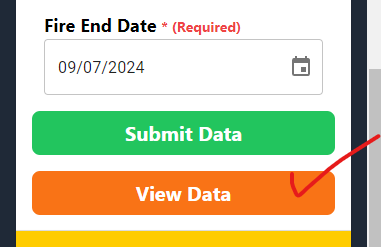 Fire End Date * (Required)
09/07/2024
Submit Data
View Data